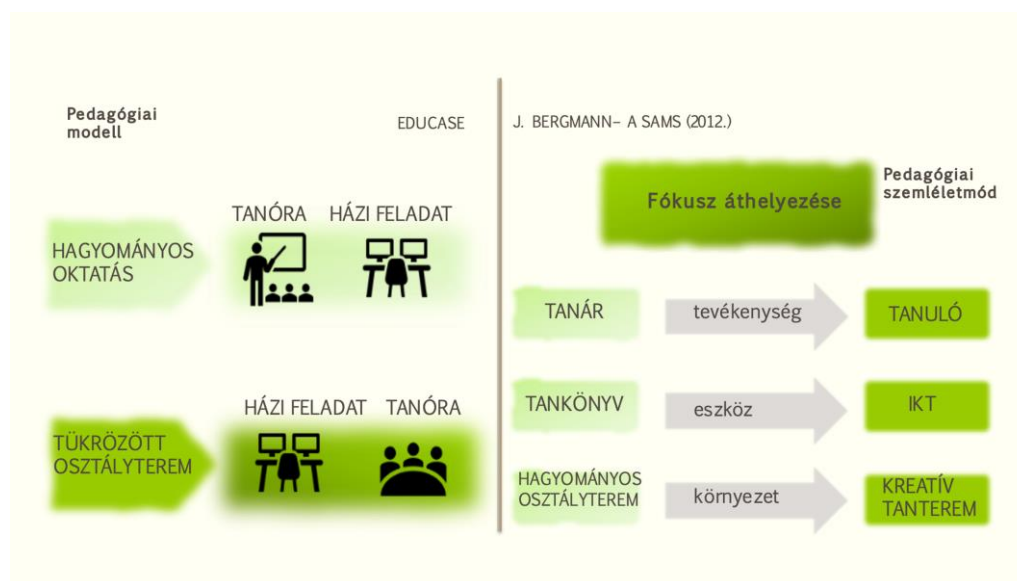 Pedagógiai
modell
EDUCASE
TANÓRA HÁZI FELADAT
HAGYOMÁNYOS
OKTATÁS
HÁZI FELADAT TANÓRA
TÜKRÖZÖTT
OSZTÁLYTEREM
J. BERGMANN– A SAMS (2012.)
Pedagógiai
szemléletmód
Fókusz áthelyezése
TANÁR tevékenység TANULÓ
TANKÖNYV eszköz IKT
HAGYOMÁNYOS
OSZTÁLYTEREM
környezet
KREATÍV
TANTEREM